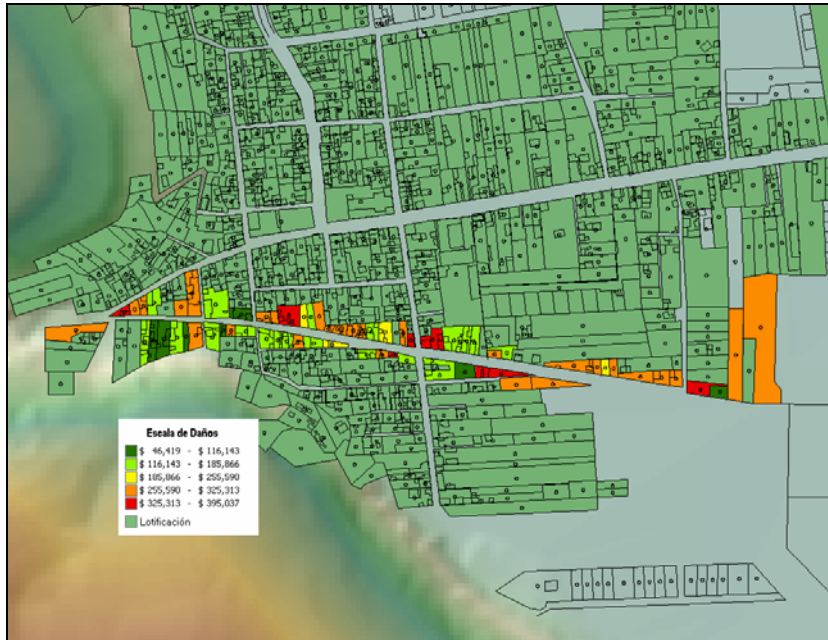 Escala de Daños
$ 46,419 - $ 116,143
$ 116,143 - $ 185,866
$ 185,866 - $ 255,590
$ 255,590 - $ 325,313
$ 325,313 - $ 395,037
Lotificación